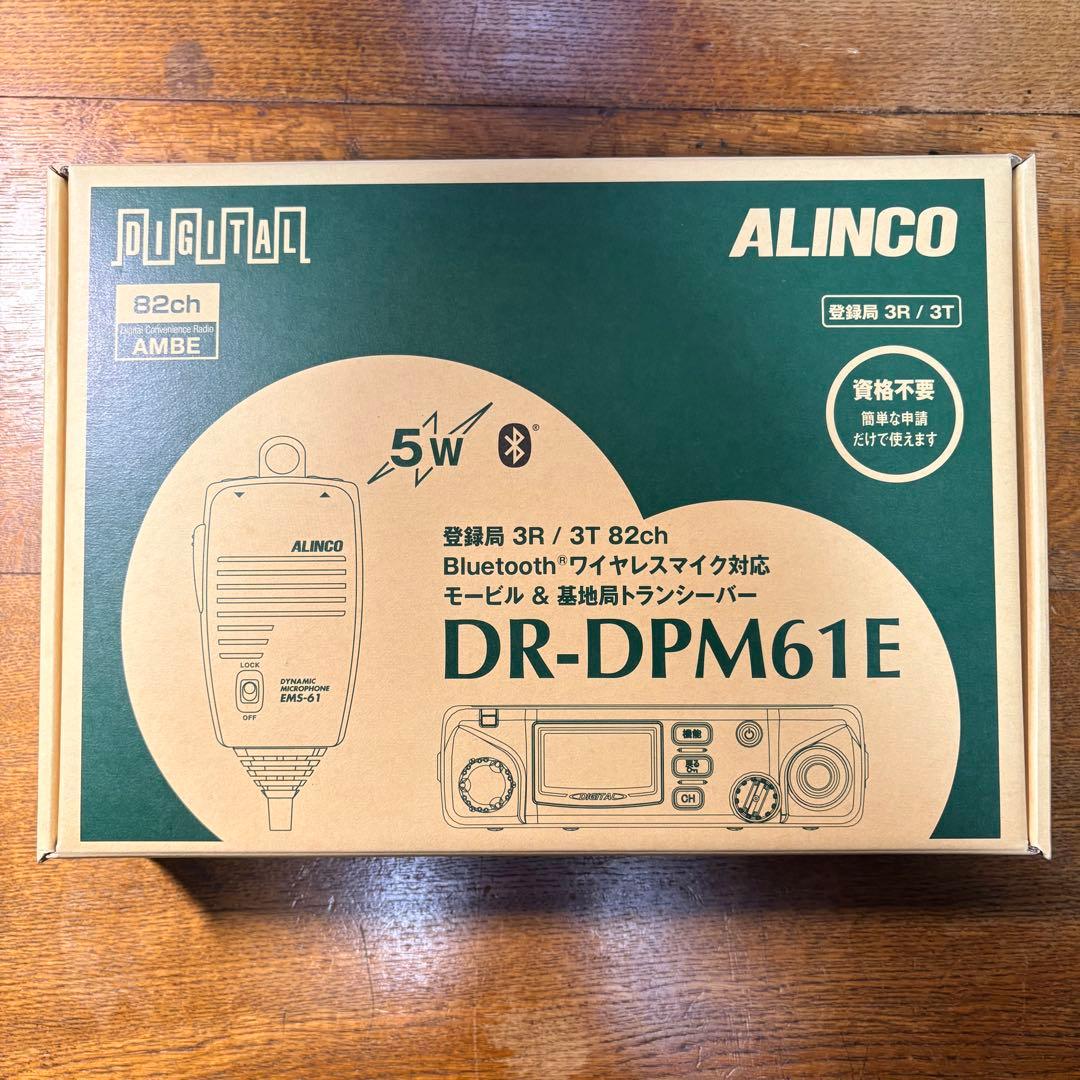 DIGITAL
ALINCO
82ch
Digital Convenience Radio
AMBE
登録局 3R / 3T
資格不要
簡単な申請
だけで使えます
5W
®
ALINCO
LOCK
OFF
DYNAMIC
MICROPHONE
EMS-61
登録局 3R / 3T 82ch
Bluetooth®ワイヤレスマイク対応
モービル & 基地局トランシーバー
DR-DPM61E
機能
戻る
CH
DIGITAL